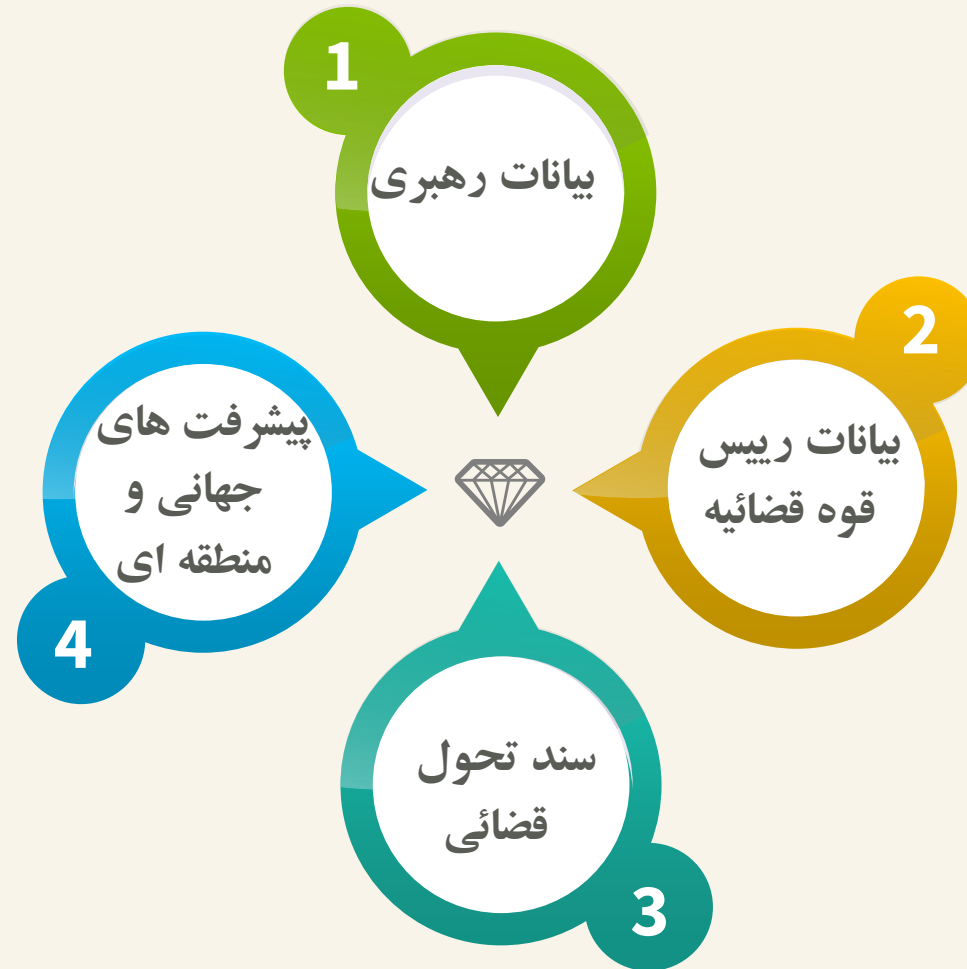 1
بیانات رهبری
2
بیانات رییس
قوه قضائیه
3
سند تحول
قضائی
4
پیشرفت های
جهانی و
منطقه ای